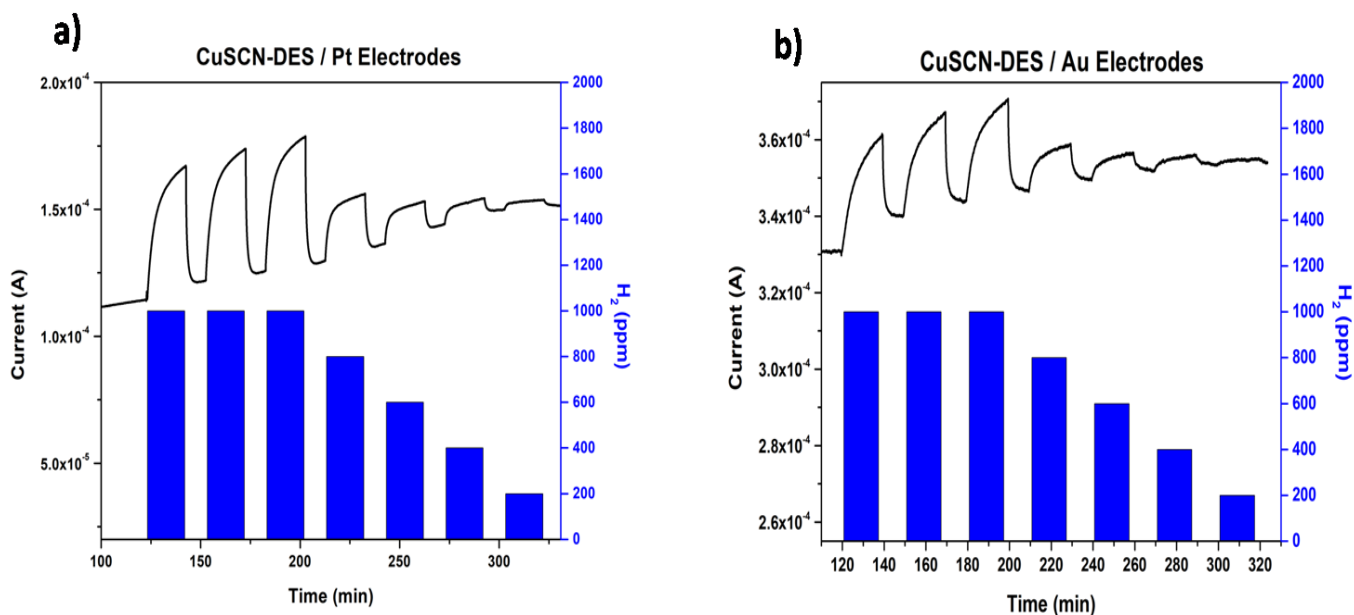 a)
CuSCN-DES / Pt Electrodes
2.0x10⁻⁴
1.5x10⁻⁴
1.0x10⁻⁴
5.0x10⁻⁵
Current (A)
2000
1800
1600
1400
1200
1000
800
600
400
200
0
H₂ (ppm)
100 150 200 250 300
Time (min)
b)
CuSCN-DES / Au Electrodes
3.6x10⁻⁴
3.4x10⁻⁴
3.2x10⁻⁴
3.0x10⁻⁴
2.8x10⁻⁴
2.6x10⁻⁴
Current (A)
2000
1800
1600
1400
1200
1000
800
600
400
200
0
H₂ (ppm)
120 140 160 180 200 220 240 260 280 300 320
Time (min)